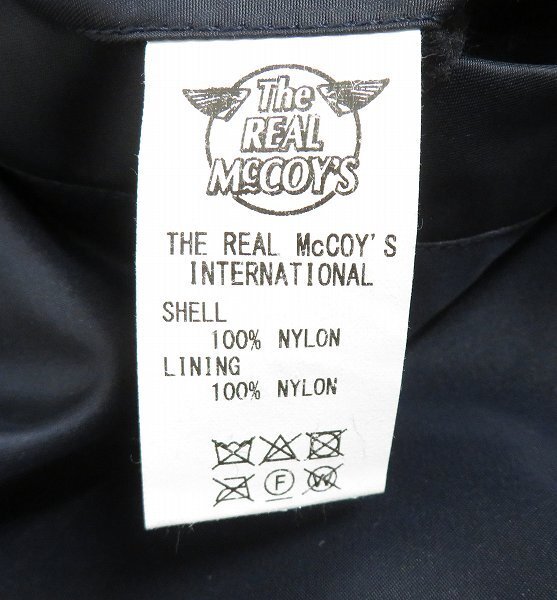 The
REAL
McCOY'S
THE REAL McCOY'S
INTERNATIONAL
SHELL
100% NYLON
LINING
100% NYLON
F W